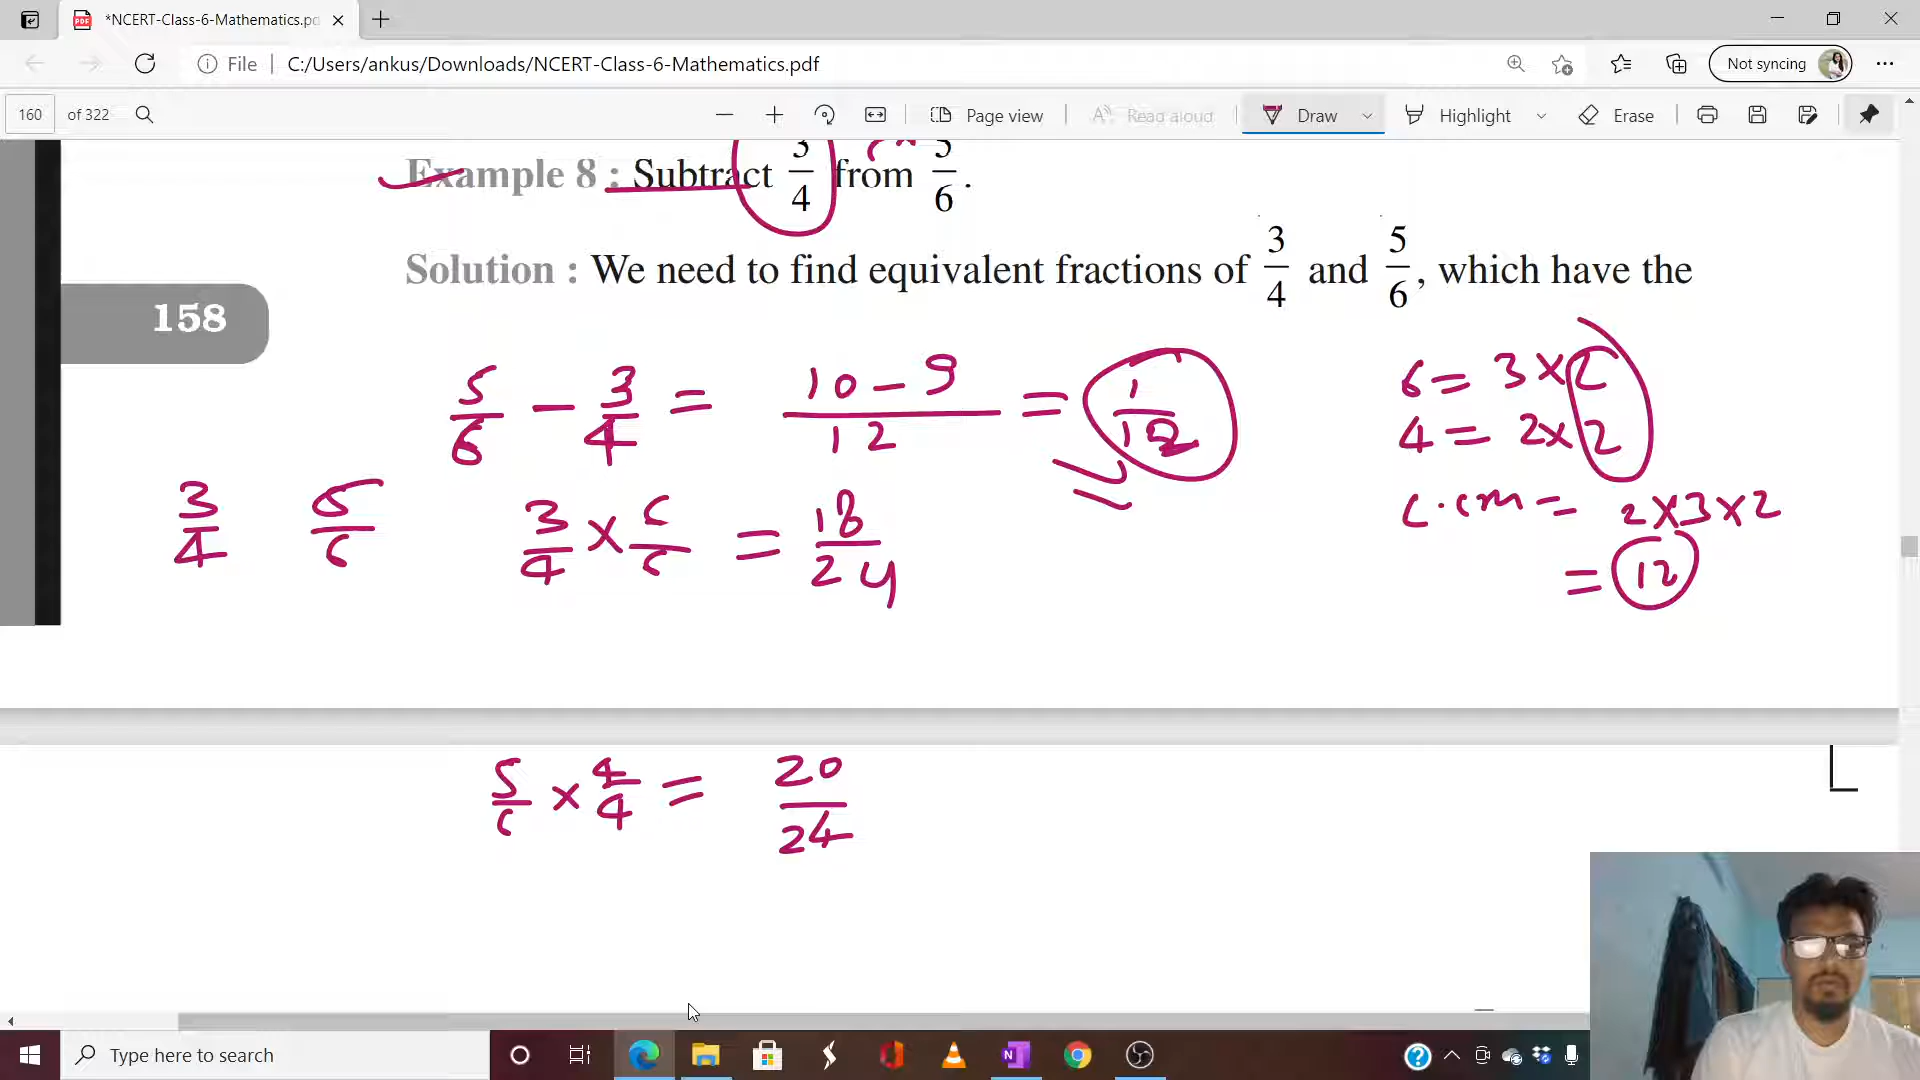 *NCERT-Class-6-Mathematics.pd
File
C:/Users/ankus/Downloads/NCERT-Class-6-Mathematics.pdf
Not syncing
160 of 322
Page view
Read aloud
Draw
Highlight
Erase
Example 8 : Subtract 3/4 from 5/6.
Solution : We need to find equivalent fractions of 3/4 and 5/6, which have the
158
5/6 - 3/4 = 10-9/12 = 1/12
6 = 3×2
4 = 2×2
L.CM = 2×3×2
= 12
3/4 5/6 3/4 × 6/6 = 18/24
5/6 × 4/4 = 20/24
Type here to search